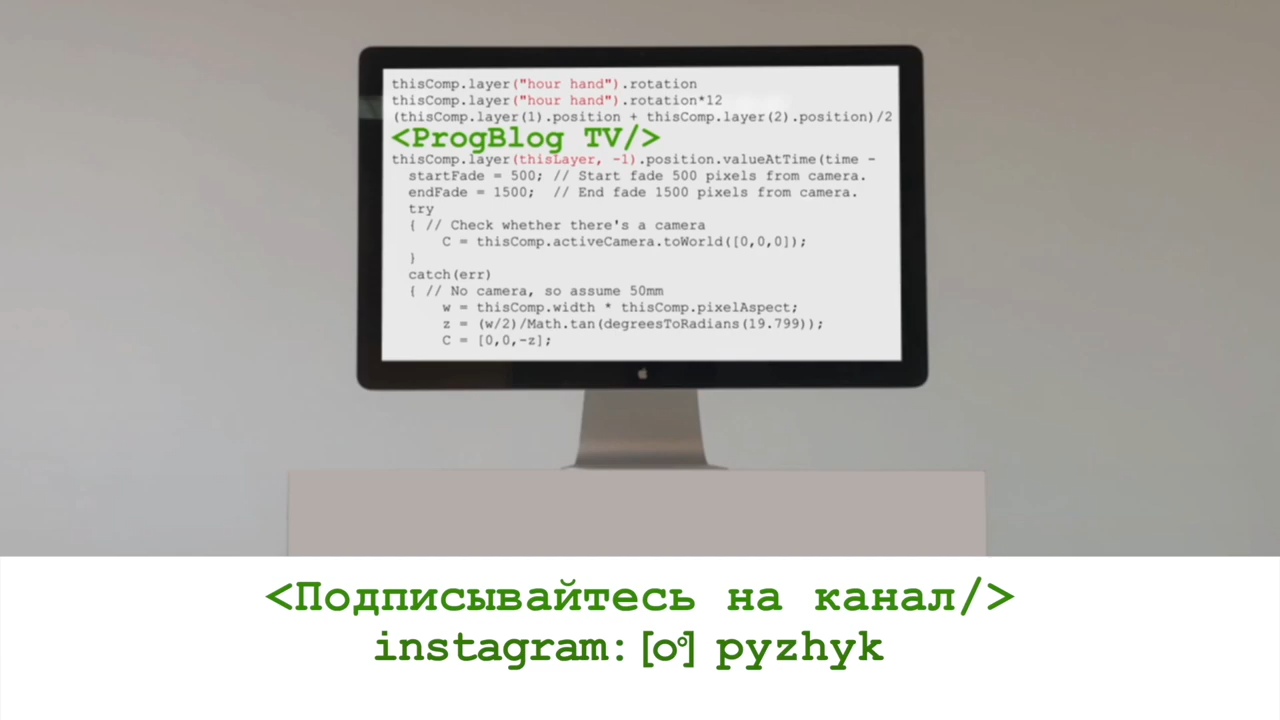 thisComp.layer("hour hand").rotation
thisComp.layer("hour hand").rotation*12
(thisComp.layer(1).position + thisComp.layer(2).position)/2
<ProgBlog TV/>
thisComp.layer(thisLayer, -1).position.valueAtTime(time -
startFade = 500; // Start fade 500 pixels from camera.
endFade = 1500; // End fade 1500 pixels from camera.
try
{ // Check whether there's a camera
C = thisComp.activeCamera.toWorld([0,0,0]);
}
catch(err)
{ // No camera, so assume 50mm
w = thisComp.width * thisComp.pixelAspect;
z = (w/2)/Math.tan(degreesToRadians(19.799));
C = [0,0,-z];
<Подписывайтесь на канал/>
instagram:[o°] pyzhyk